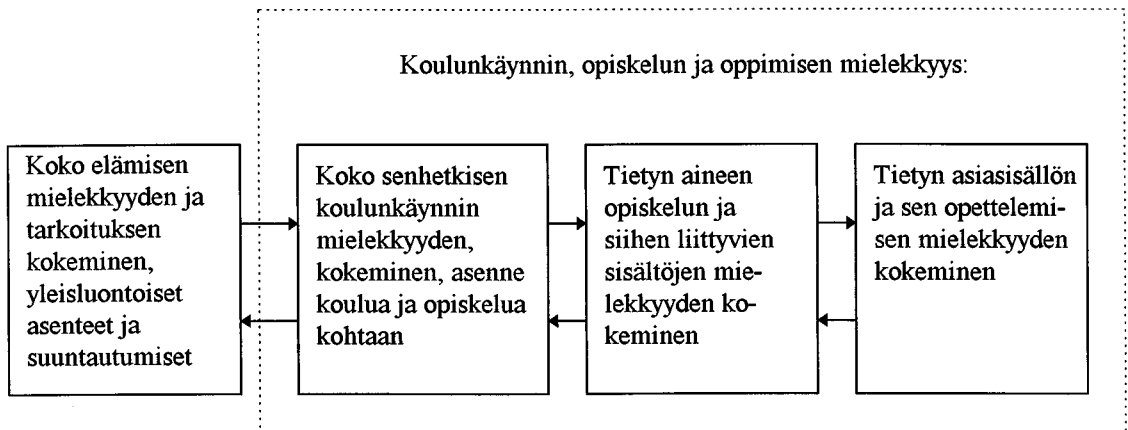 Koulunkäynnin, opiskelun ja oppimisen mielekkyys:
Koko elämisen
mielekkyyden ja
tarkoituksen
kokeminen,
yleisluontoiset
asenteet ja
suuntautumiset
Koko senhetkisen
koulunkäynnin
mielekkyyden,
kokeminen, asenne
koulua ja opiskelua
kohtaan
Tietyn aineen
opiskelun ja
siihen liittyvien
sisältöjen mie-
lekkyyden ko-
keminen
Tietyn asiasisällön
ja sen opettelemi-
sen mielekkyyden
kokeminen